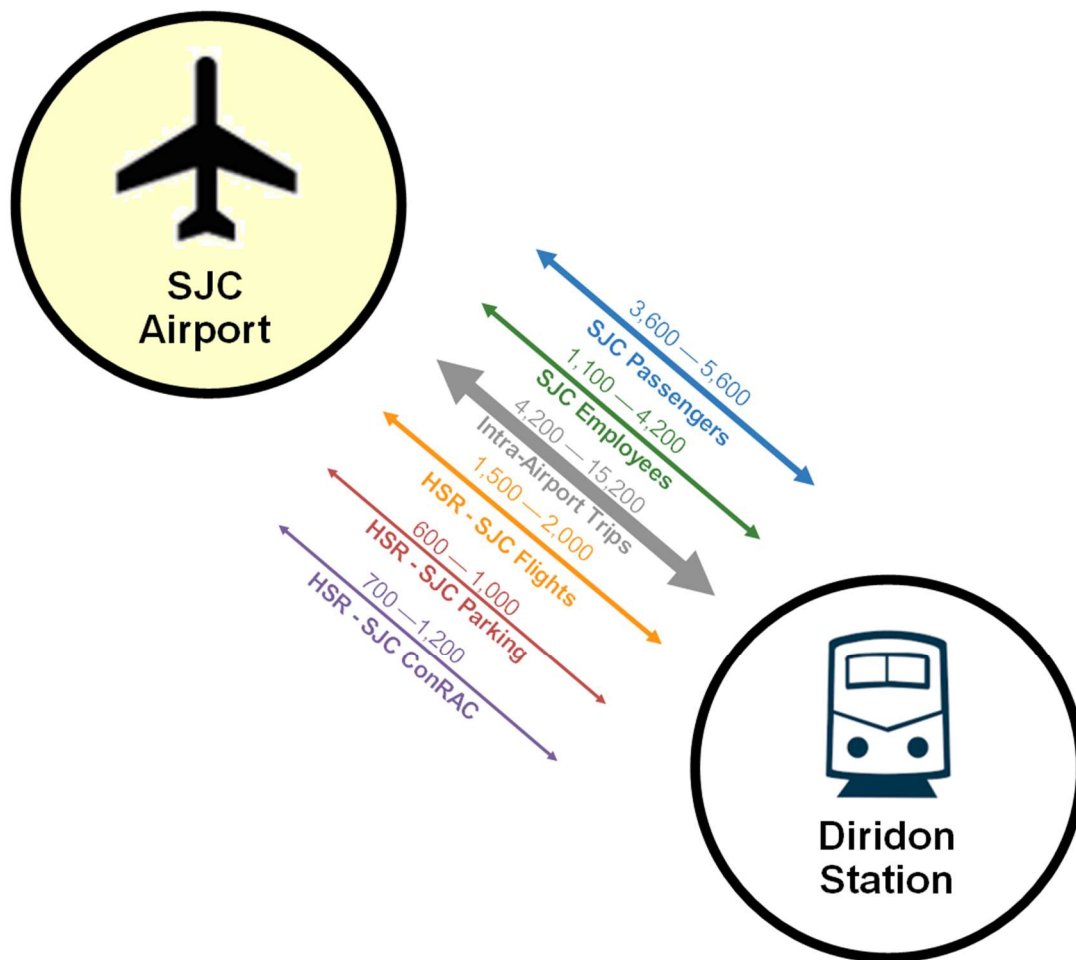 SJC
Airport
3,600 — 5,600
SJC Passengers
1,100 — 4,200
SJC Employees
4,200 — 15,200
Intra-Airport Trips
1,500 — 2,000
HSR - SJC Flights
600 — 1,000
HSR - SJC Parking
700 —1,200
HSR - SJC ConRAC
Diridon
Station